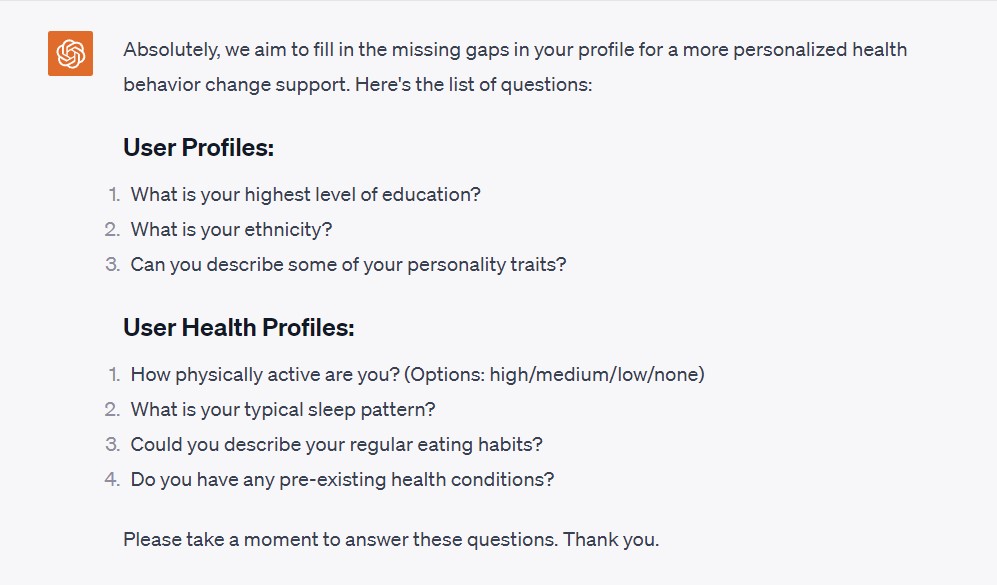 Absolutely, we aim to fill in the missing gaps in your profile for a more personalized health
behavior change support. Here's the list of questions:
User Profiles:
1. What is your highest level of education?
2. What is your ethnicity?
3. Can you describe some of your personality traits?
User Health Profiles:
1. How physically active are you? (Options: high/medium/low/none)
2. What is your typical sleep pattern?
3. Could you describe your regular eating habits?
4. Do you have any pre-existing health conditions?
Please take a moment to answer these questions. Thank you.